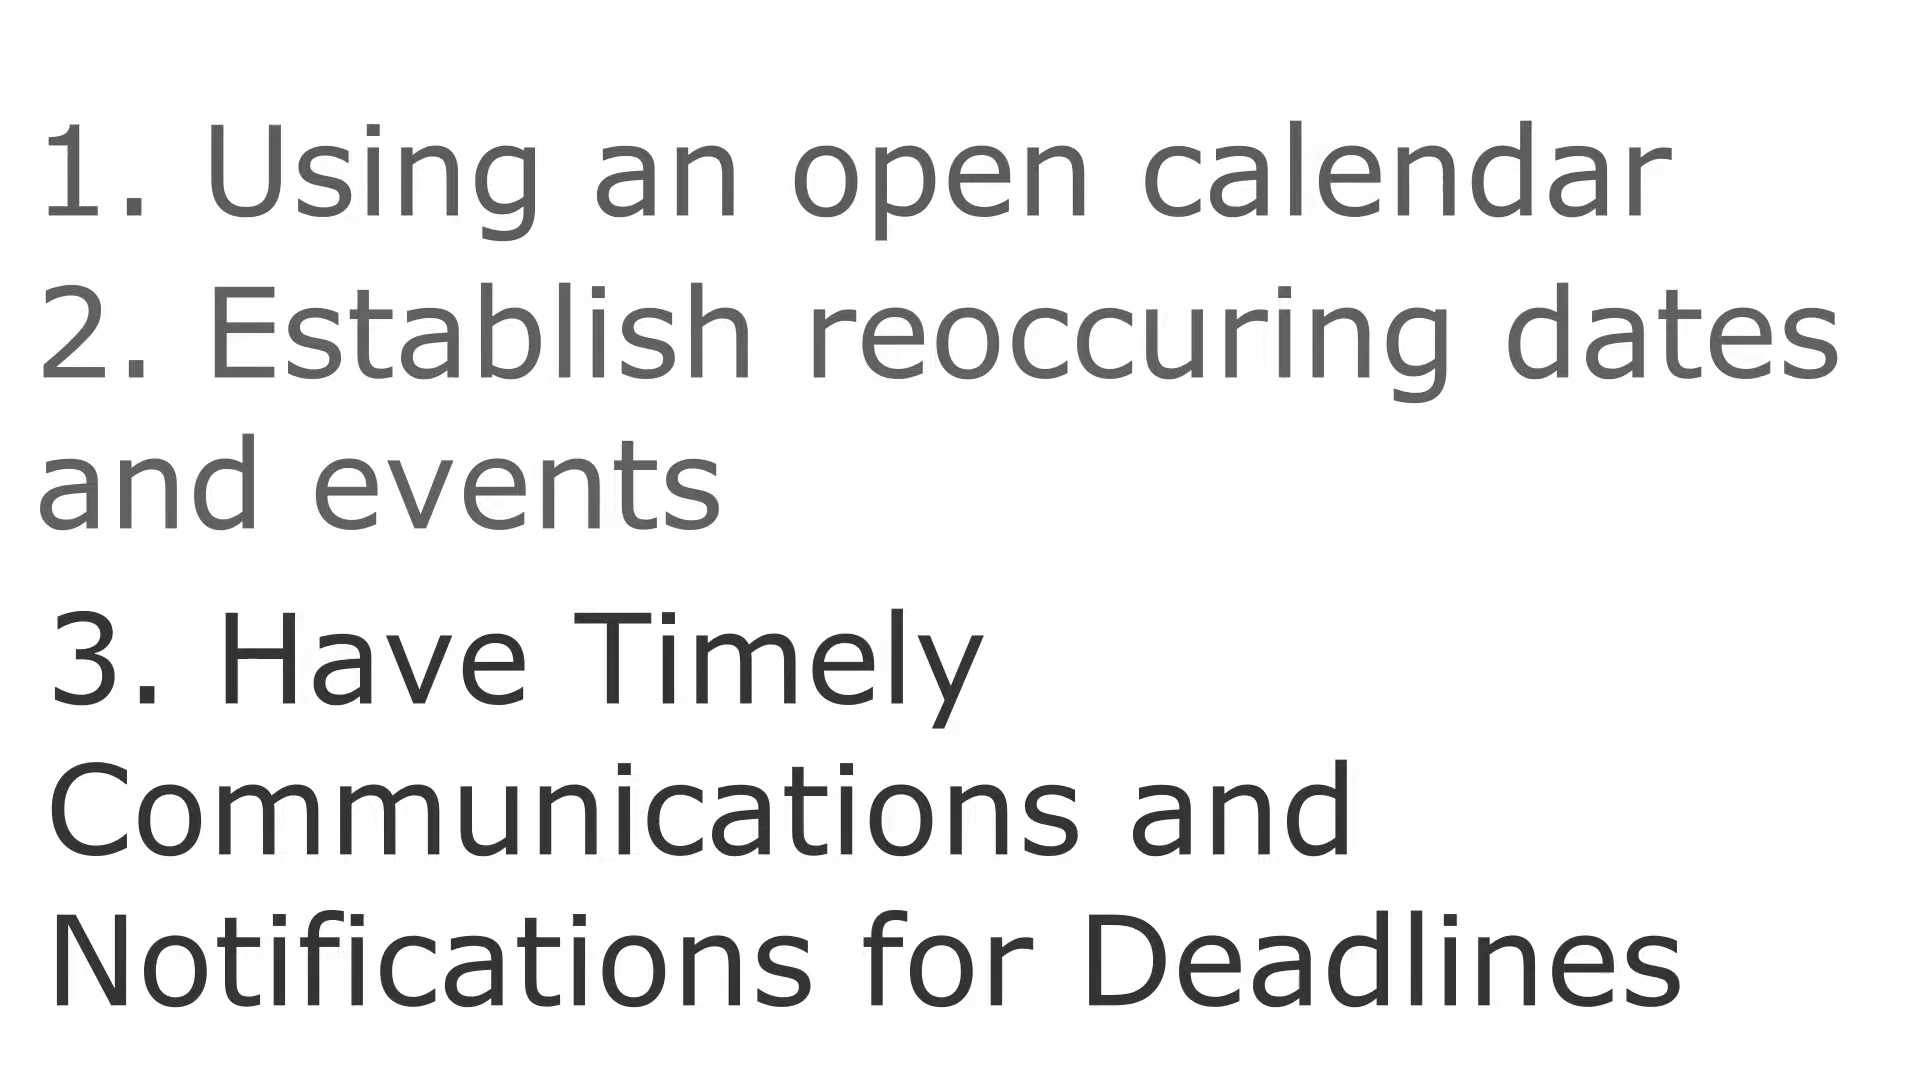 1. Using an open calendar
2. Establish reoccuring dates
and events
3. Have Timely
Communications and
Notifications for Deadlines